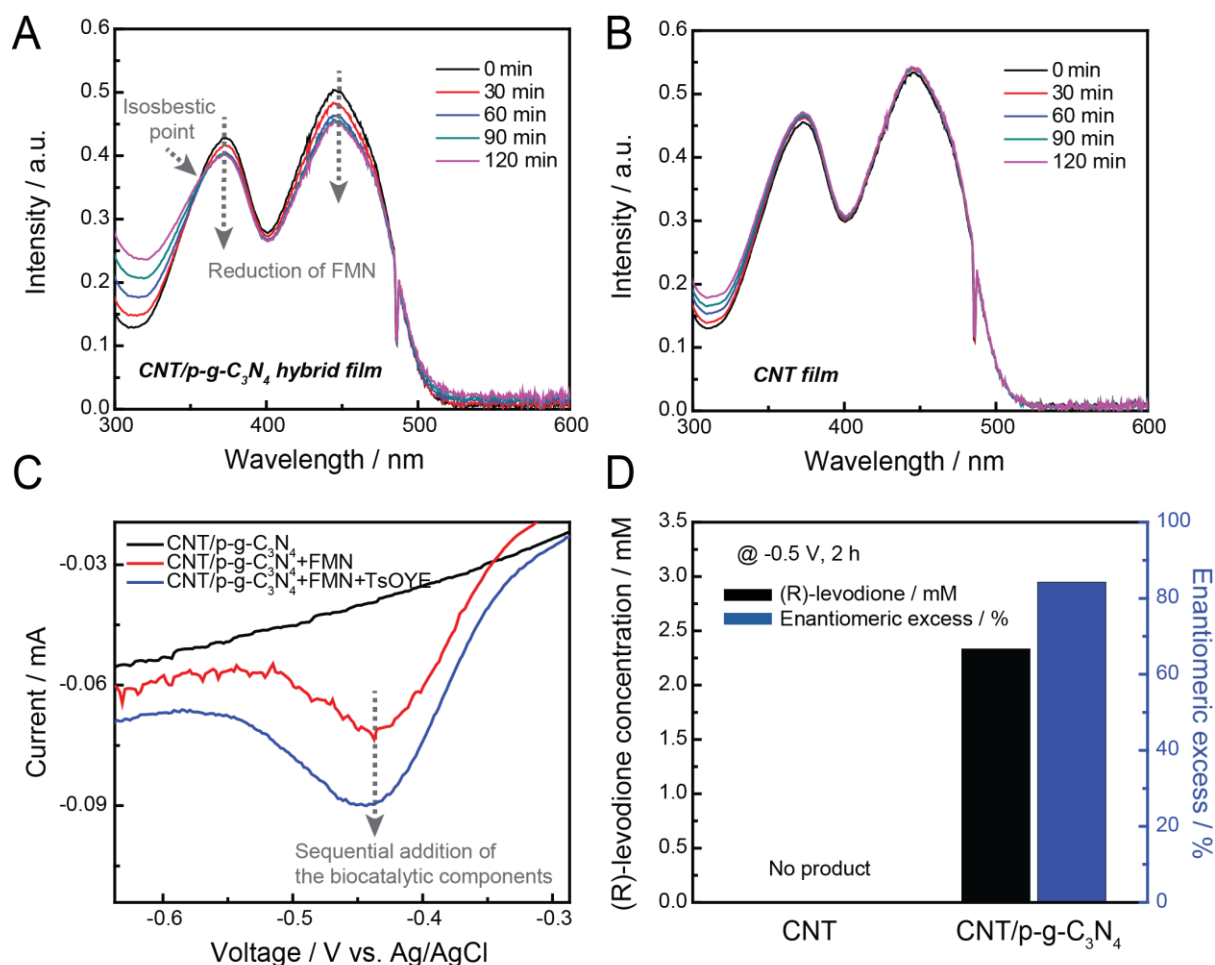 A
Intensity / a.u.
0.6
0.5
0.4
0.3
0.2
0.1
0.0
300
400
500
600
Wavelength / nm
0 min
30 min
60 min
90 min
120 min
Isosbestic
point
Reduction of FMN
CNT/p-g-C₃N₄ hybrid film
B
Intensity / a.u.
0.6
0.5
0.4
0.3
0.2
0.1
0.0
300
400
500
600
Wavelength / nm
0 min
30 min
60 min
90 min
120 min
CNT film
C
Current / mA
-0.03
-0.06
-0.09
-0.6
-0.5
-0.4
-0.3
Voltage / V vs. Ag/AgCl
CNT/p-g-C₃N₄
CNT/p-g-C₃N₄+FMN
CNT/p-g-C₃N₄+FMN+TsOYE
Sequential addition of
the biocatalytic components
D
(R)-levodione concentration / mM
3.5
3.0
2.5
2.0
1.5
1.0
0.5
0.0
@ -0.5 V, 2 h
(R)-levodione / mM
Enantiomeric excess / %
No product
CNT
CNT/p-g-C₃N₄
100
80
60
40
20
0
Enantiomeric excess / %